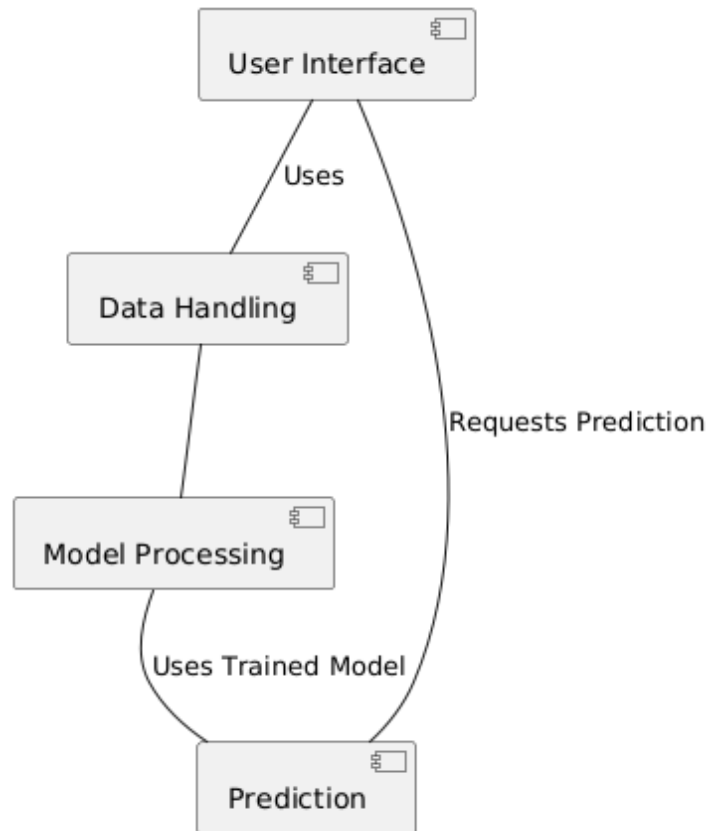 User Interface
Uses
Data Handling
Requests Prediction
Model Processing
Uses Trained Model
Prediction